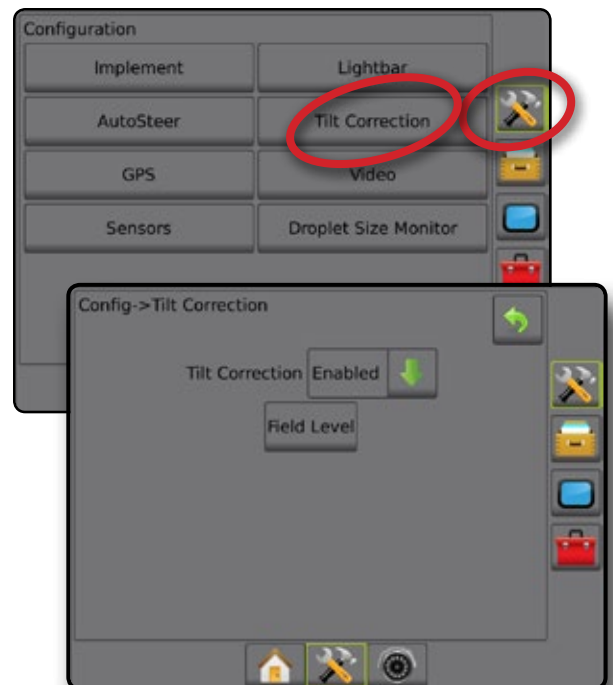 Configuration
Implement Lightbar
AutoSteer Tilt Correction
GPS Video
Sensors Droplet Size Monitor
Config->Tilt Correction
Tilt Correction Enabled
Field Level